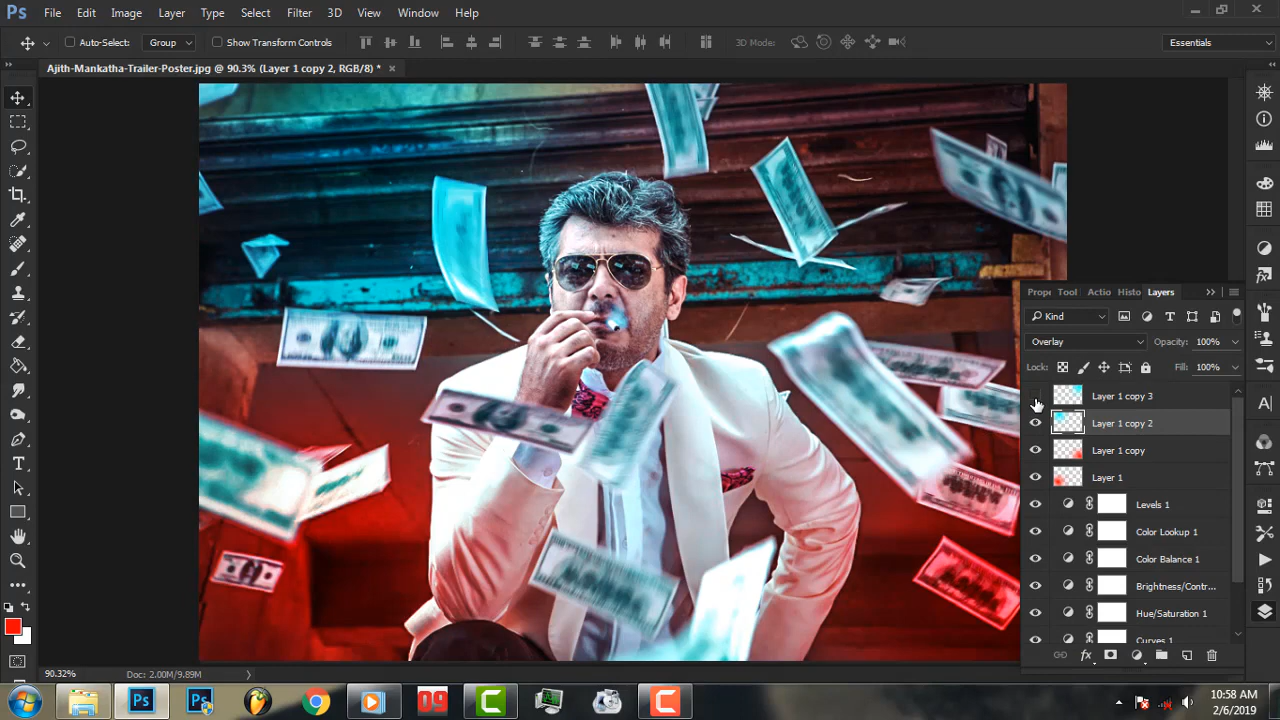 Ps File Edit Image Layer Type Select Filter 3D View Window Help
Auto-Select: Group Show Transform Controls 3D Mode: Essentials
Ajith-Mankatha-Trailer-Poster.jpg @ 90.3% (Layer 1 copy 2, RGB/8) * ×
Prope Tool Actio Histo Layers
Kind
Overlay Opacity: 100%
Lock: Fill: 100%
Layer 1 copy 3
Layer 1 copy 2
Layer 1 copy
Layer 1
Levels 1
Color Lookup 1
Color Balance 1
Brightness/Contr...
Hue/Saturation 1
Curves 1
90.32% Doc: 2.00M/9.89M
Ps Ps 09 C C
10:58 AM
2/6/2019